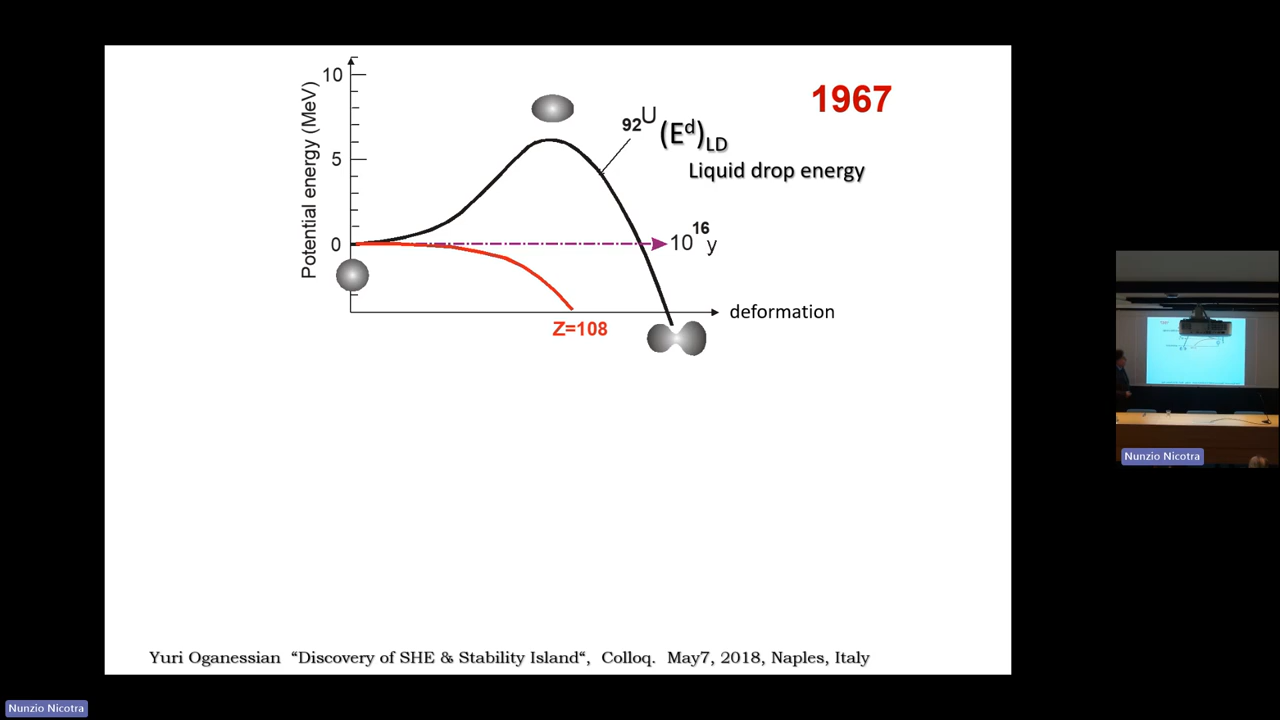 1967
Potential energy (MeV)
10
5
0
92U
(Ed)LD
Liquid drop energy
10 16 y
Z=108
deformation
Yuri Oganessian “Discovery of SHE & Stability Island“, Colloq. May7, 2018, Naples, Italy
Nunzio Nicotra
Nunzio Nicotra